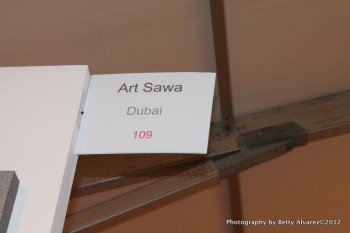 Art Sawa
Dubai
109
Photography by Betty Alvarez©2012